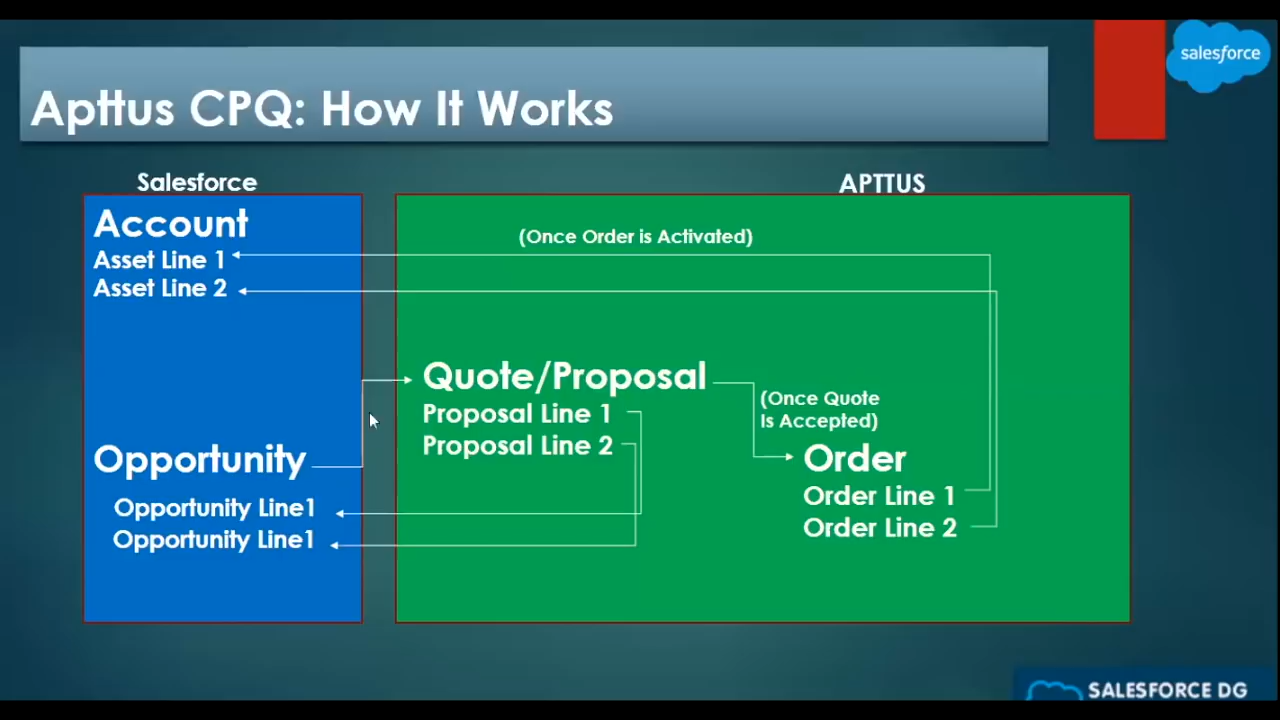 salesforce
Apttus CPQ: How It Works
Salesforce
APTTUS
Account
Asset Line 1
Asset Line 2
(Once Order is Activated)
Quote/Proposal
Proposal Line 1
Proposal Line 2
(Once Quote
Is Accepted)
Opportunity
Opportunity Line1
Opportunity Line1
Order
Order Line 1
Order Line 2
SALESFORCE DG